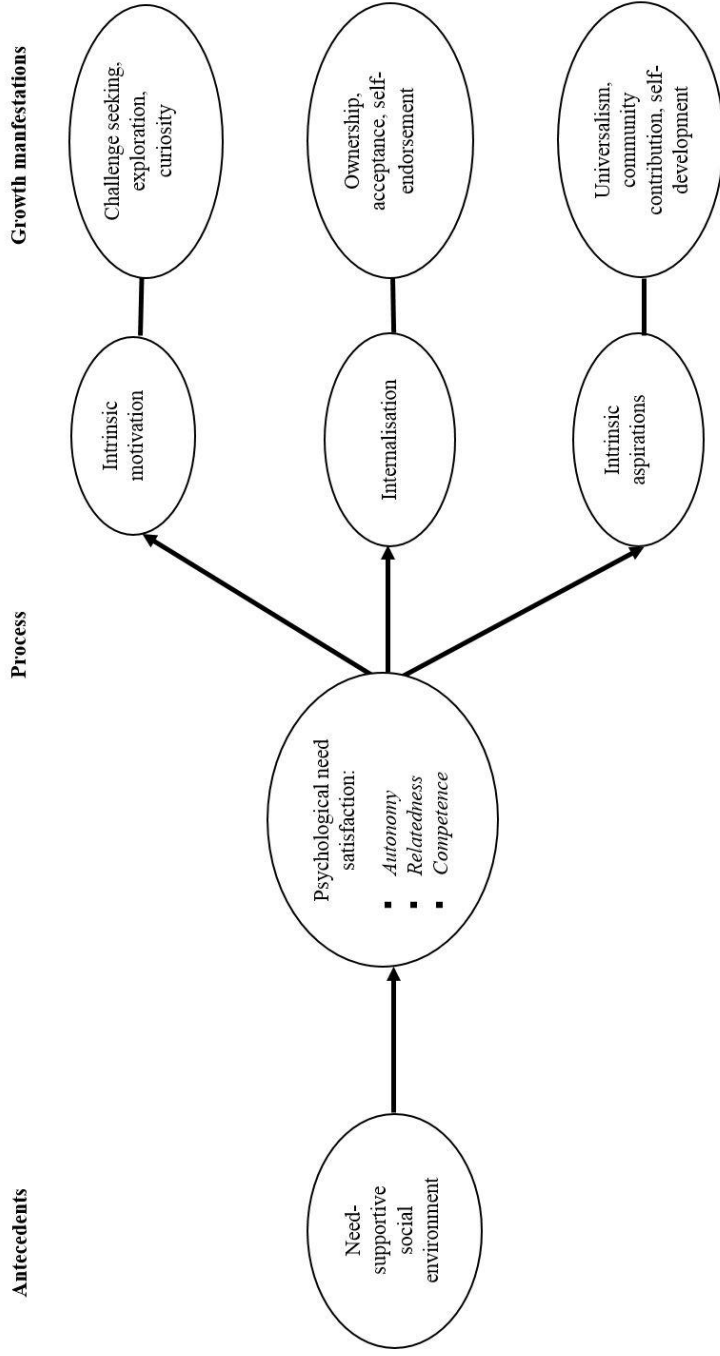 Antecedents
Process
Growth manfestations
Need-
supportive
social
environment
Psychological need
satisfaction:
▪ Autonomy
▪ Relatedness
▪ Competence
Intrinsic
motivation
Challenge seeking,
exploration,
curiosity
Internalisation
Ownership,
acceptance, self-
endorsement
Intrinsic
aspirations
Universalism,
community
contribution, self-
development